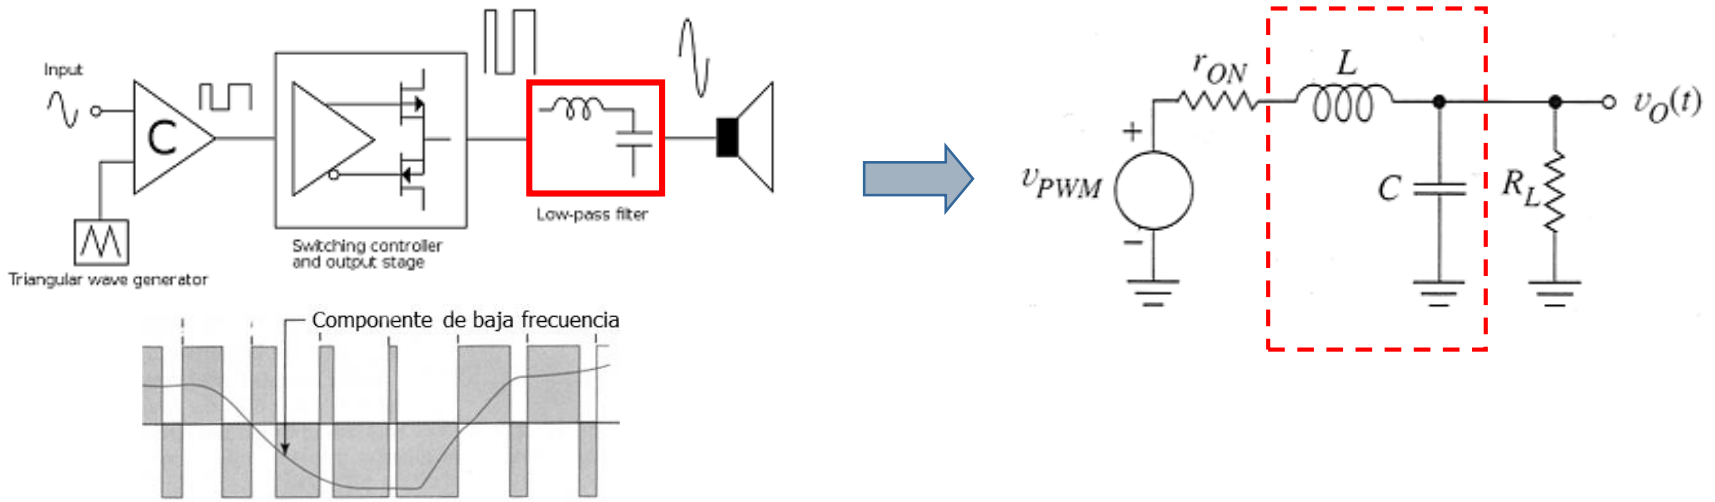 Input
C
Triangular wave generator
Switching controller
and output stage
Low-pass filter
Componente de baja frecuencia
r_ON
L
v_O(t)
+
v_PWM
−
C
R_L